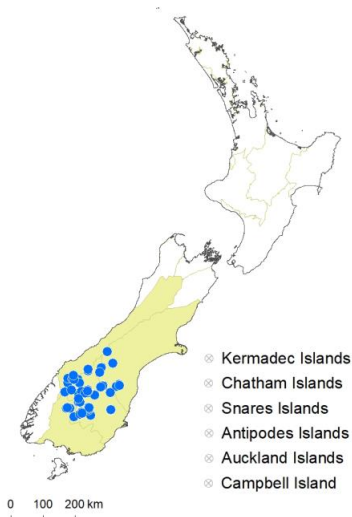 Kermadec Islands
Chatham Islands
Snares Islands
Antipodes Islands
Auckland Islands
Campbell Island
0 100 200 km